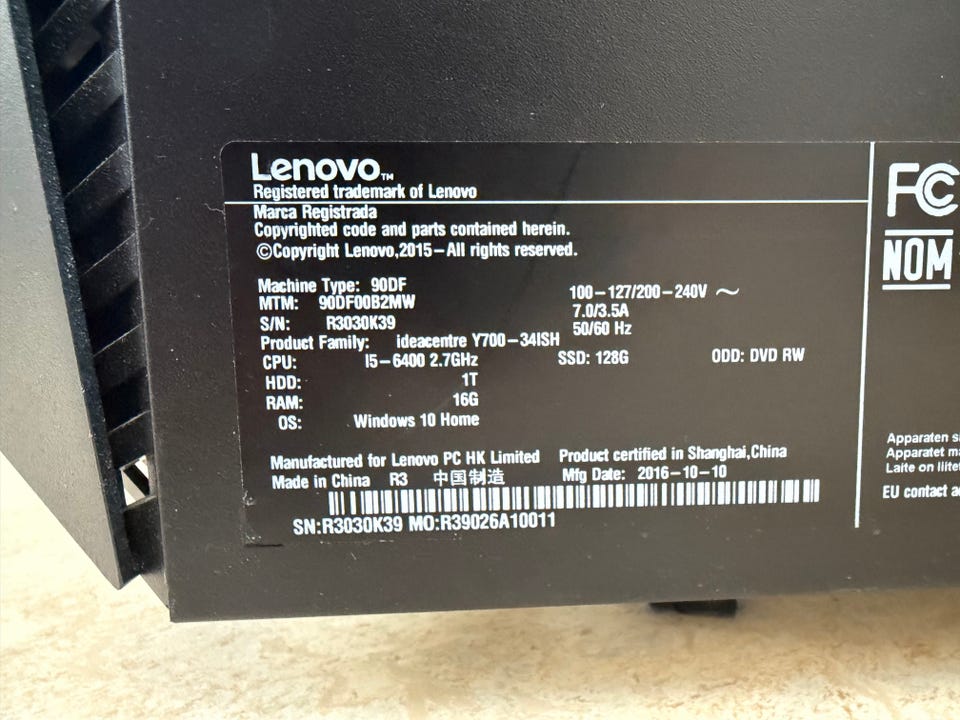 Lenovo™
Registered trademark of Lenovo
Marca Registrada
Copyrighted code and parts contained herein.
©Copyright Lenovo,2015–All rights reserved.
Machine Type: 90DF
MTM: 90DF00B2MW
S/N: R3030K39
Product Family: ideacentre Y700–34ISH
CPU: I5–6400 2.7GHz
HDD: 1T
RAM: 16G
OS: Windows 10 Home
100–127/200–240V ~
7.0/3.5A
50/60 Hz
SSD: 128G ODD: DVD RW
Manufactured for Lenovo PC HK Limited Product certified in Shanghai,China
Made in China R3 中国制造 Mfg Date: 2016–10–10
SN:R3030K39 MO:R39026A10011
FC
NOM
Apparaten
Apparatet
Laite on
EU contact